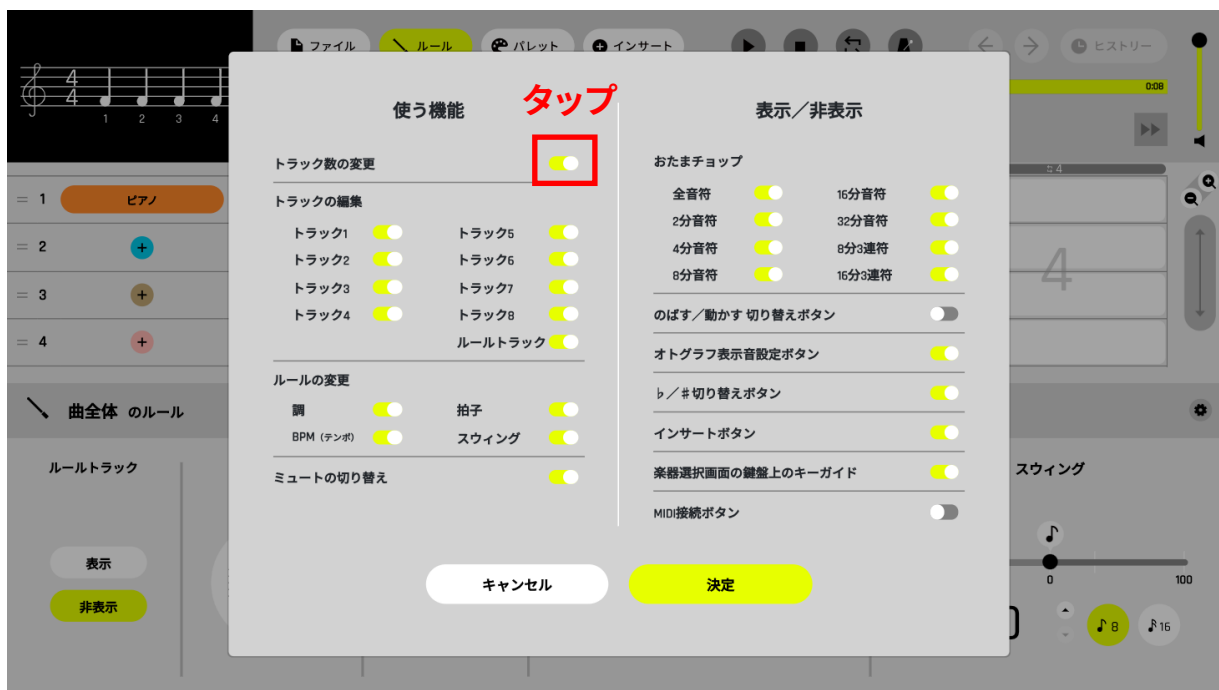 ファイル ルール パレット インサート ヒストリー
4
4
1 2 3 4
0:08
4
= 1 ピアノ
= 2 +
= 3 +
= 4 +
4
曲全体 のルール
ルールトラック
表示
非表示
タップ
使う機能
トラック数の変更
トラックの編集
トラック1 トラック5
トラック2 トラック6
トラック3 トラック7
トラック4 トラック8
ルールトラック
ルールの変更
調 拍子
BPM (テンポ) スウィング
ミュートの切り替え
表示／非表示
おたまチョップ
全音符 16分音符
2分音符 32分音符
4分音符 8分3連符
8分音符 16分3連符
のばす／動かす 切り替えボタン
オトグラフ表示音設定ボタン
♭／♯切り替えボタン
インサートボタン
楽器選択画面の鍵盤上のキーガイド
MIDI接続ボタン
キャンセル 決定
スウィング
0 100
♪8 16